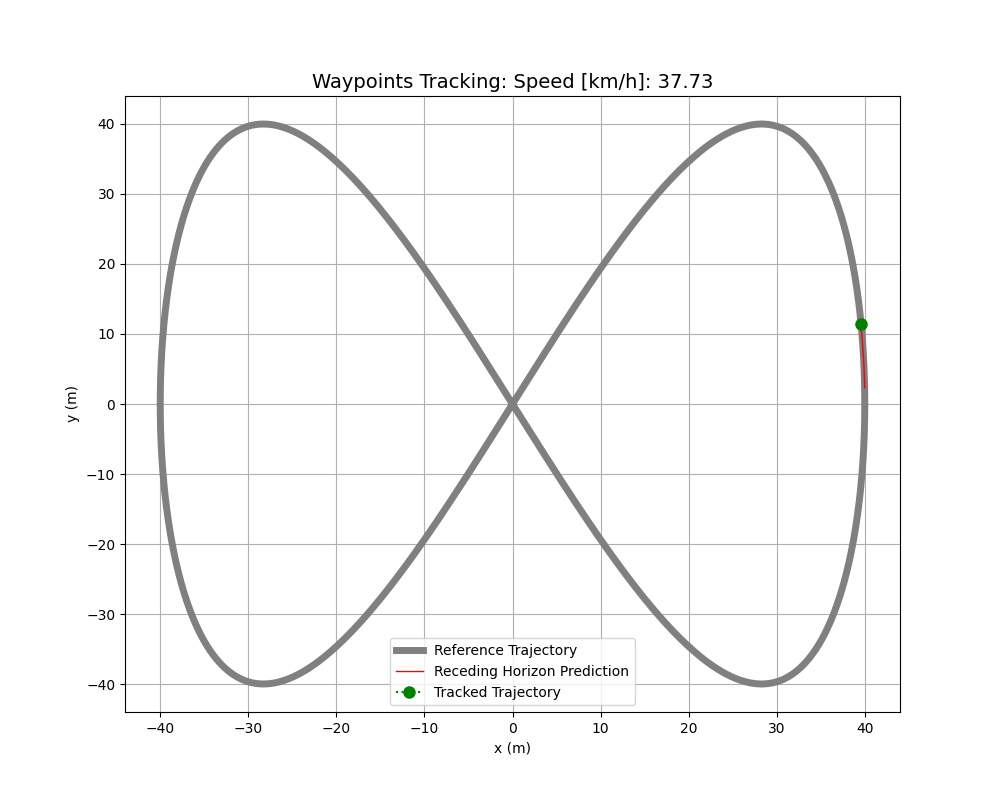 Waypoints Tracking: Speed [km/h]: 37.73
40
30
20
10
0
−10
−20
−30
−40
y (m)
−40 −30 −20 −10 0 10 20 30 40
x (m)
Reference Trajectory
Receding Horizon Prediction
Tracked Trajectory